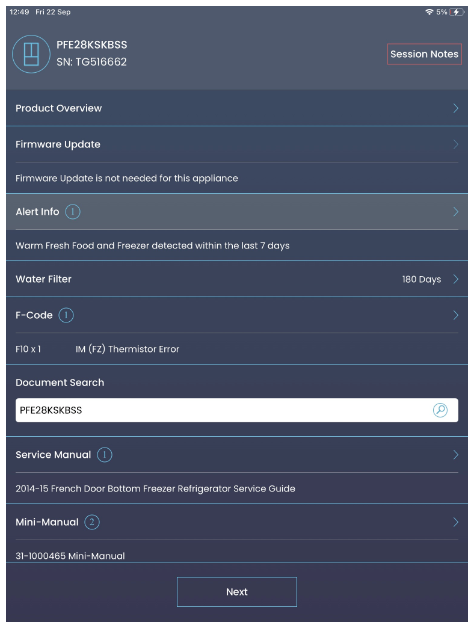 12:49 Fri 22 Sep 5%
PFE28KSKBSS
SN: TG516662
Session Notes
Product Overview
Firmware Update
Firmware Update is not needed for this appliance
Alert Info 1
Warm Fresh Food and Freezer detected within the last 7 days
Water Filter 180 Days
F-Code 1
F10 x 1 IM (FZ) Thermistor Error
Document Search
PFE28KSKBSS
Service Manual 1
2014-15 French Door Bottom Freezer Refrigerator Service Guide
Mini-Manual 2
31-1000465 Mini-Manual
Next